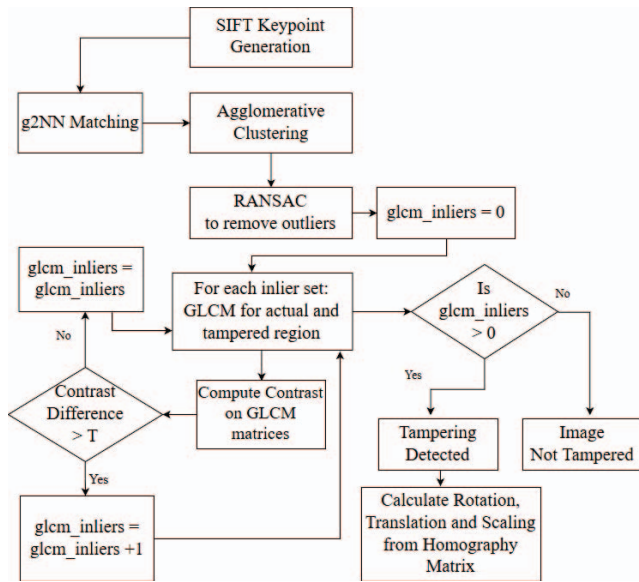 SIFT Keypoint
Generation
g2NN Matching
Agglomerative
Clustering
RANSAC
to remove outliers
glcm_inliers = 0
glcm_inliers =
glcm_inliers
For each inlier set:
GLCM for actual and
tampered region
Is
glcm_inliers
> 0
No
No
Yes
Contrast
Difference
> T
Compute Contrast
on GLCM
matrices
Tampering
Detected
Image
Not Tampered
Yes
glcm_inliers =
glcm_inliers +1
Calculate Rotation,
Translation and Scaling
from Homography
Matrix